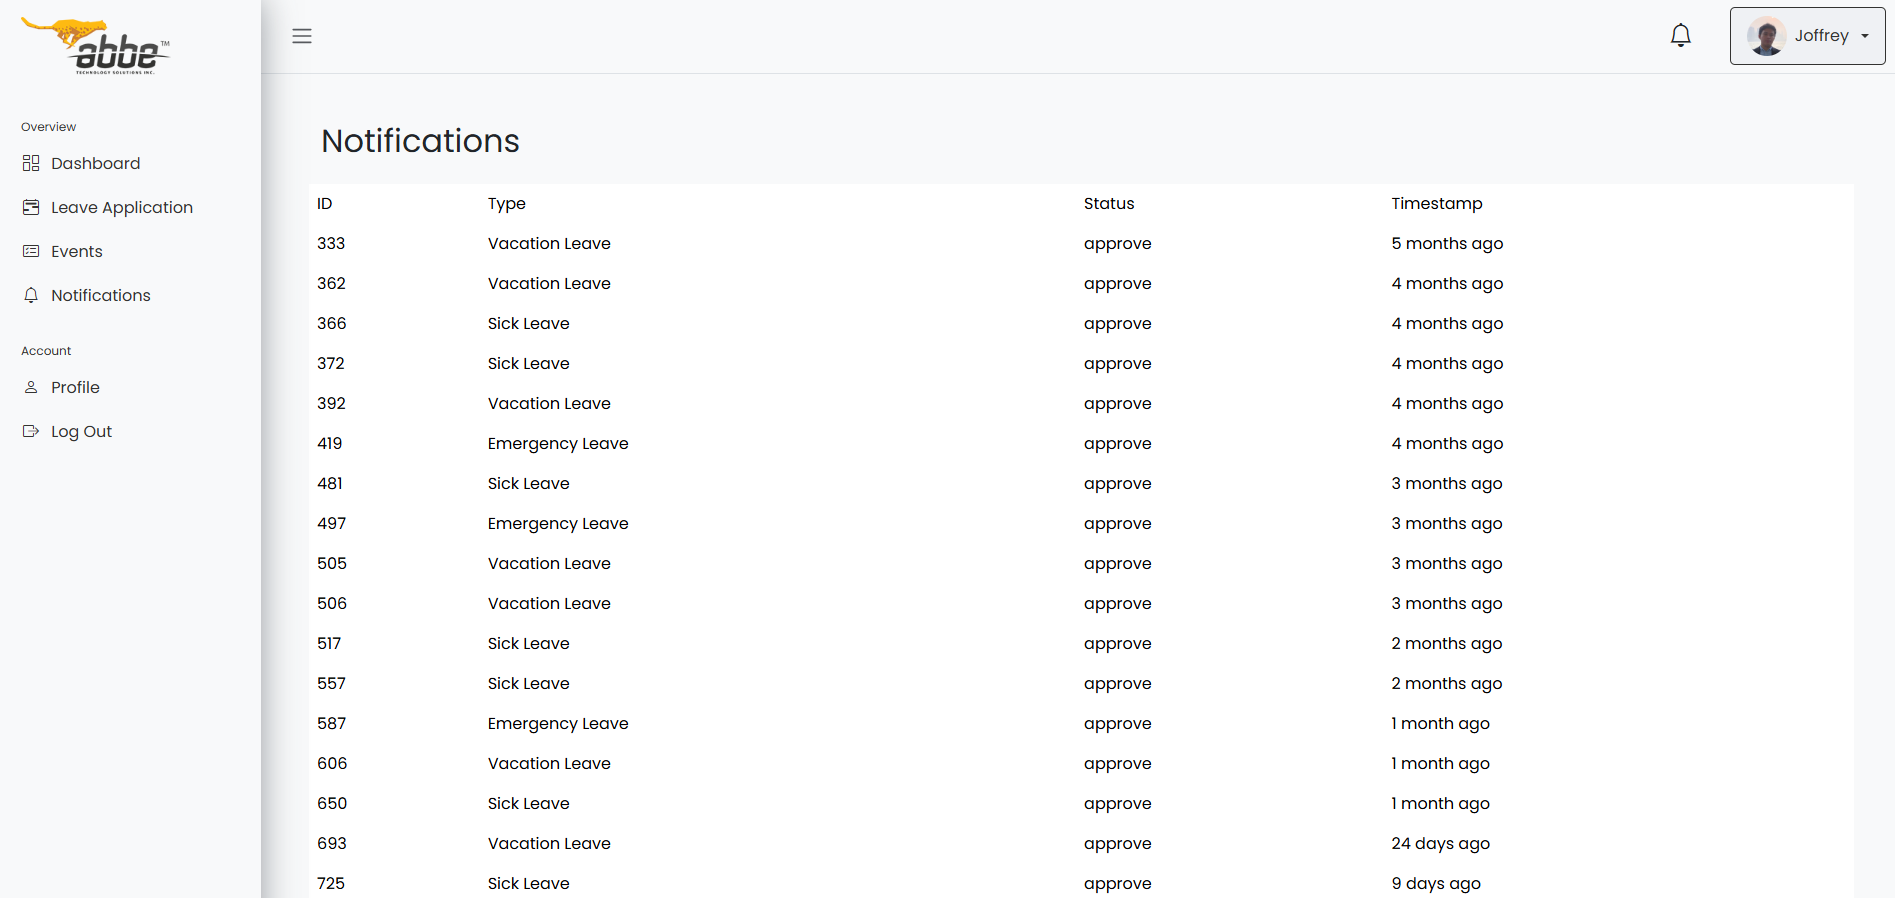 abbe™
TECHNOLOGY SOLUTIONS INC.
Joffrey
Overview
Dashboard
Leave Application
Events
Notifications
Account
Profile
Log Out
Notifications
ID Type Status Timestamp
333 Vacation Leave approve 5 months ago
362 Vacation Leave approve 4 months ago
366 Sick Leave approve 4 months ago
372 Sick Leave approve 4 months ago
392 Vacation Leave approve 4 months ago
419 Emergency Leave approve 4 months ago
481 Sick Leave approve 3 months ago
497 Emergency Leave approve 3 months ago
505 Vacation Leave approve 3 months ago
506 Vacation Leave approve 3 months ago
517 Sick Leave approve 2 months ago
557 Sick Leave approve 2 months ago
587 Emergency Leave approve 1 month ago
606 Vacation Leave approve 1 month ago
650 Sick Leave approve 1 month ago
693 Vacation Leave approve 24 days ago
725 Sick Leave approve 9 days ago